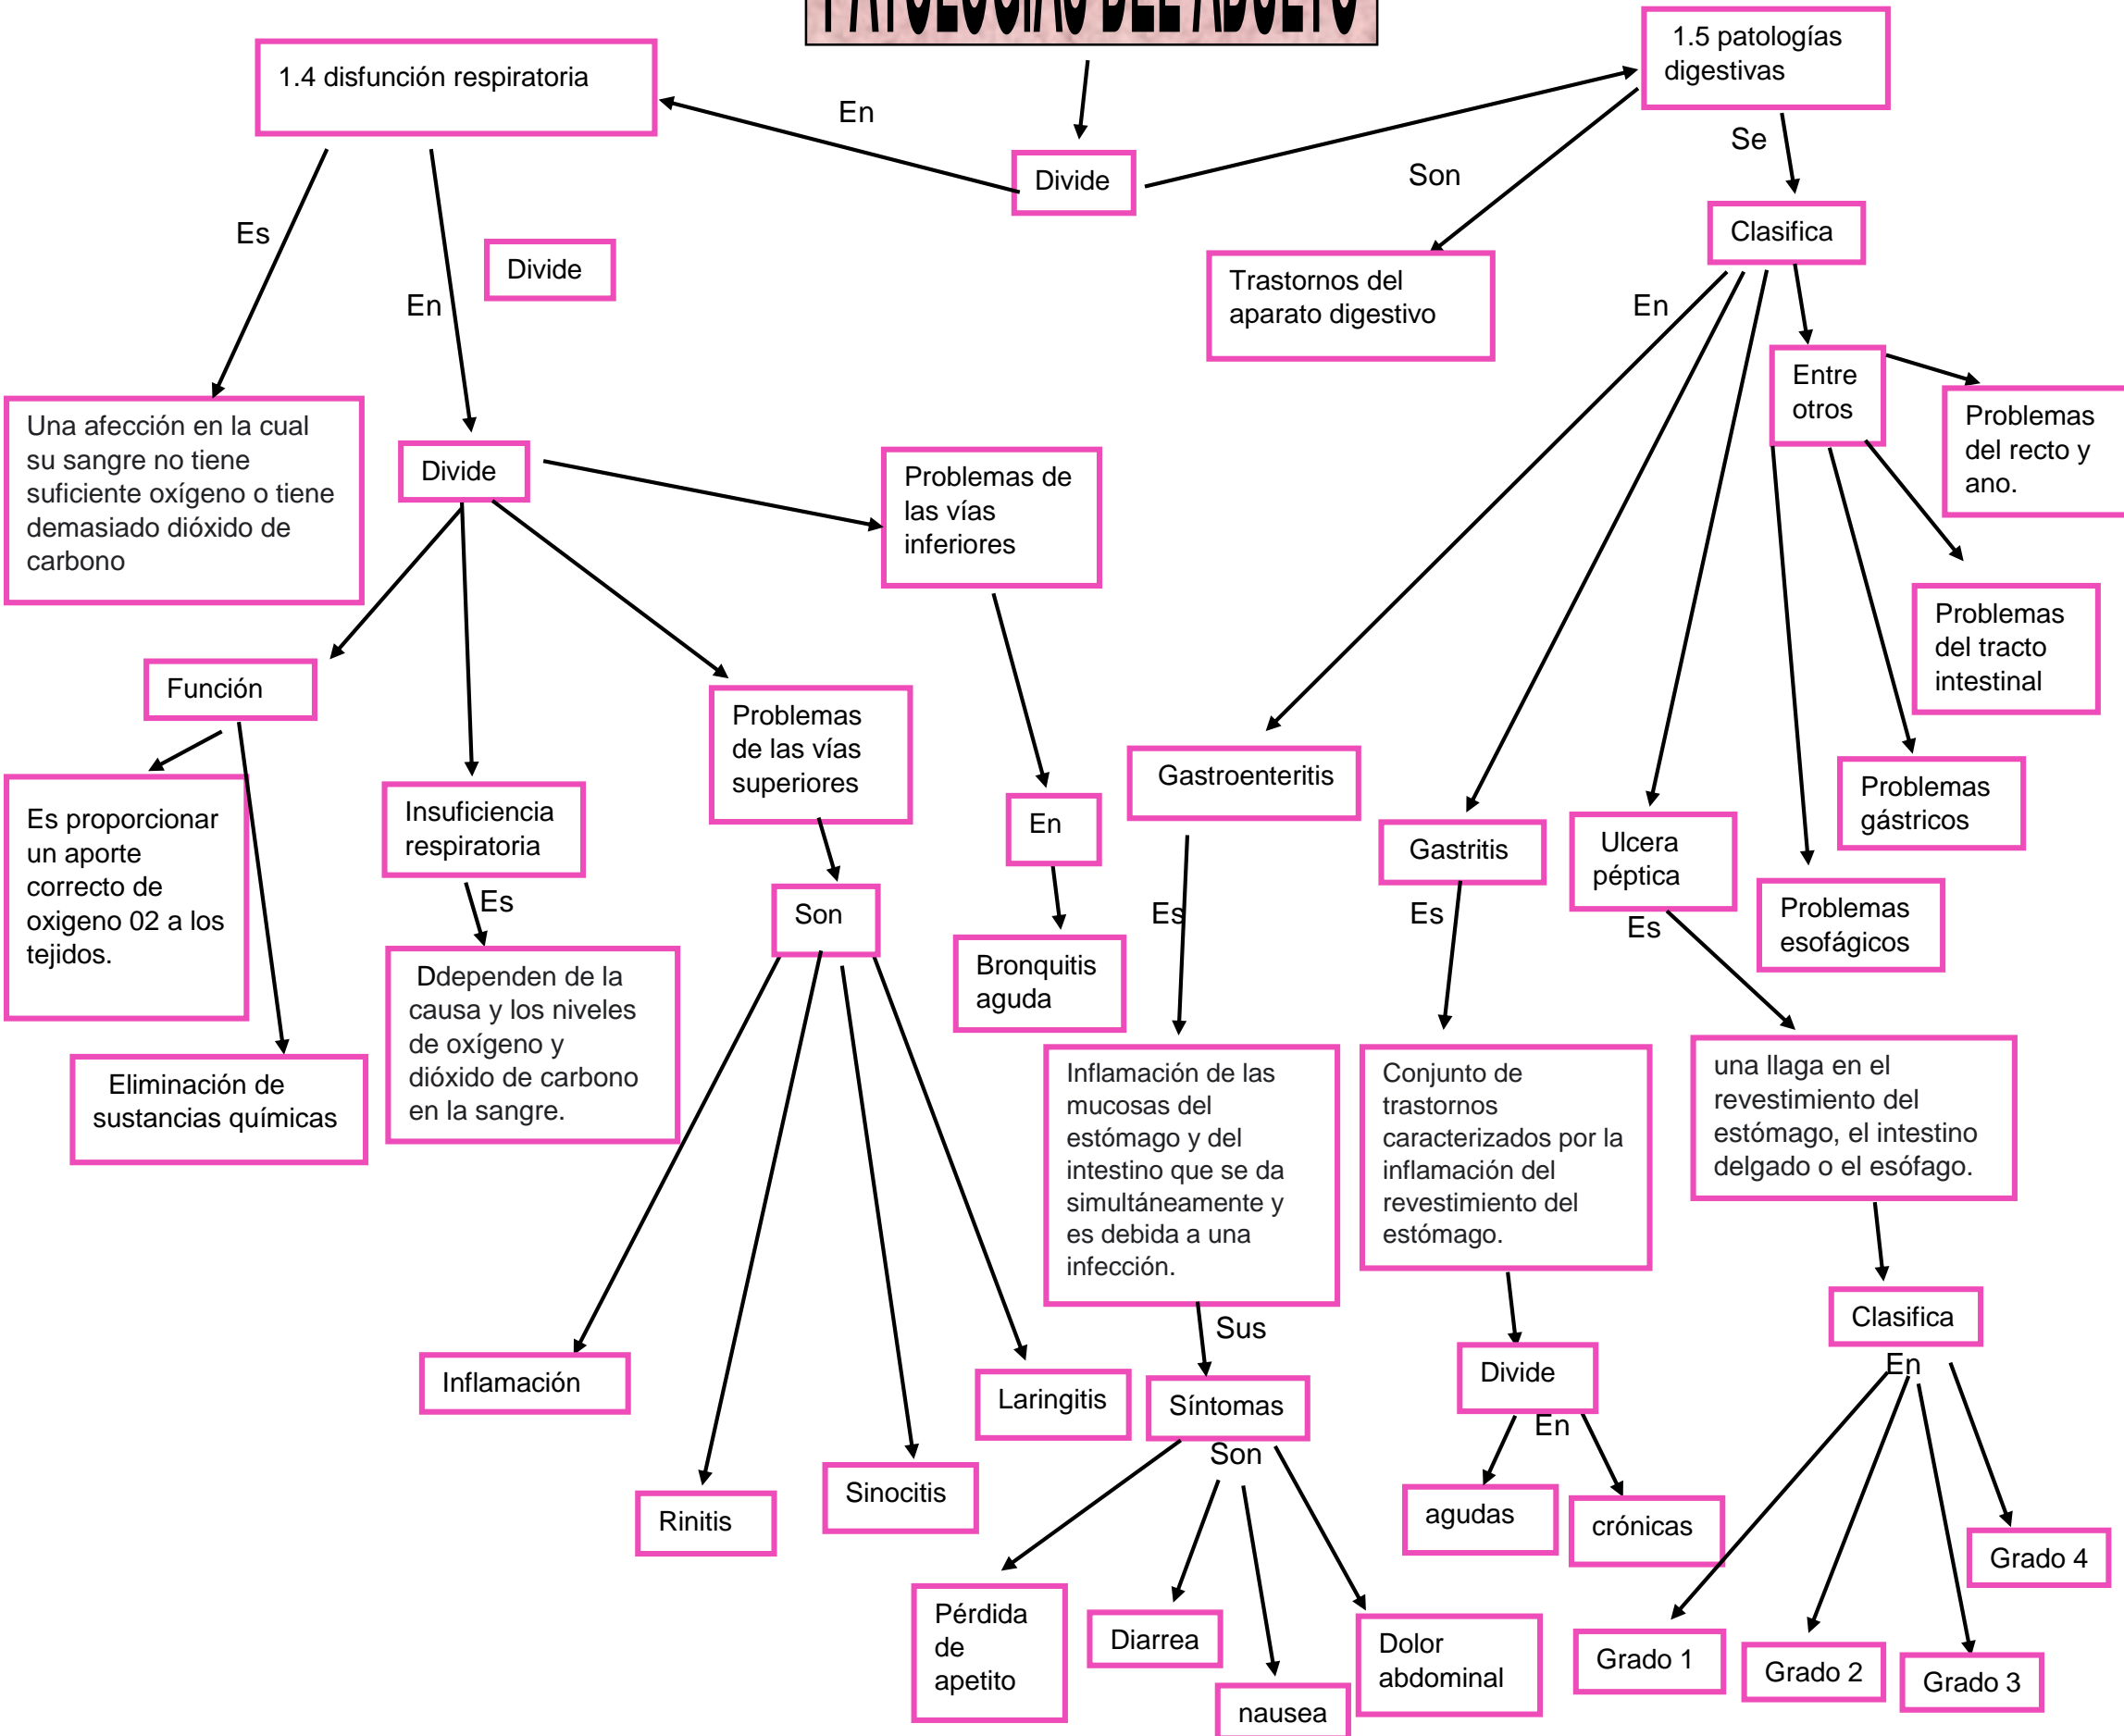 PATOLOGIAS DEL ADULTO
1.4 disfunción respiratoria
1.5 patologías
digestivas
En
Se
Divide
Son
Es
Clasifica
Divide
Trastornos del
aparato digestivo
En
En
Entre
otros
Problemas
del recto y
ano.
Una afección en la cual
su sangre no tiene
suficiente oxígeno o tiene
demasiado dióxido de
carbono
Divide
Problemas de
las vías
inferiores
Problemas
del tracto
intestinal
Función
Problemas
de las vías
superiores
Gastroenteritis
Problemas
gástricos
Es proporcionar
un aporte
correcto de
oxigeno 02 a los
tejidos.
Insuficiencia
respiratoria
En
Gastritis
Ulcera
péptica
Es
Son
Es
Es
Es
Problemas
esofágicos
Bronquitis
aguda
Ddependen de la
causa y los niveles
de oxígeno y
dióxido de carbono
en la sangre.
Eliminación de
sustancias químicas
Inflamación de las
mucosas del
estómago y del
intestino que se da
simultáneamente y
es debida a una
infección.
Conjunto de
trastornos
caracterizados por la
inflamación del
revestimiento del
estómago.
una llaga en el
revestimiento del
estómago, el intestino
delgado o el esófago.
Sus
Clasifica
Inflamación
Laringitis
Síntomas
Divide
En
En
Son
Rinitis
Sinocitis
agudas
crónicas
Grado 4
Pérdida
de
apetito
Diarrea
nausea
Dolor
abdominal
Grado 1
Grado 2
Grado 3